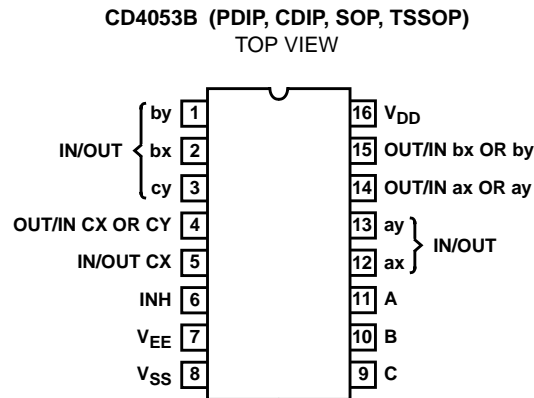 CD4053B (PDIP, CDIP, SOP, TSSOP)
TOP VIEW
by 1
bx 2
IN/OUT
cy 3
OUT/IN CX OR CY 4
IN/OUT CX 5
INH 6
VEE 7
VSS 8
16 VDD
15 OUT/IN bx OR by
14 OUT/IN ax OR ay
13 ay
IN/OUT
12 ax
11 A
10 B
9 C